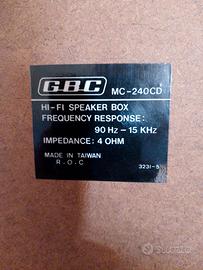 GBC MC-240CD
HI-FI SPEAKER BOX
FREQUENCY RESPONSE:
90 Hz – 15 KHz
IMPEDANCE: 4 OHM
MADE IN TAIWAN
R.O.C
3231-5
subito